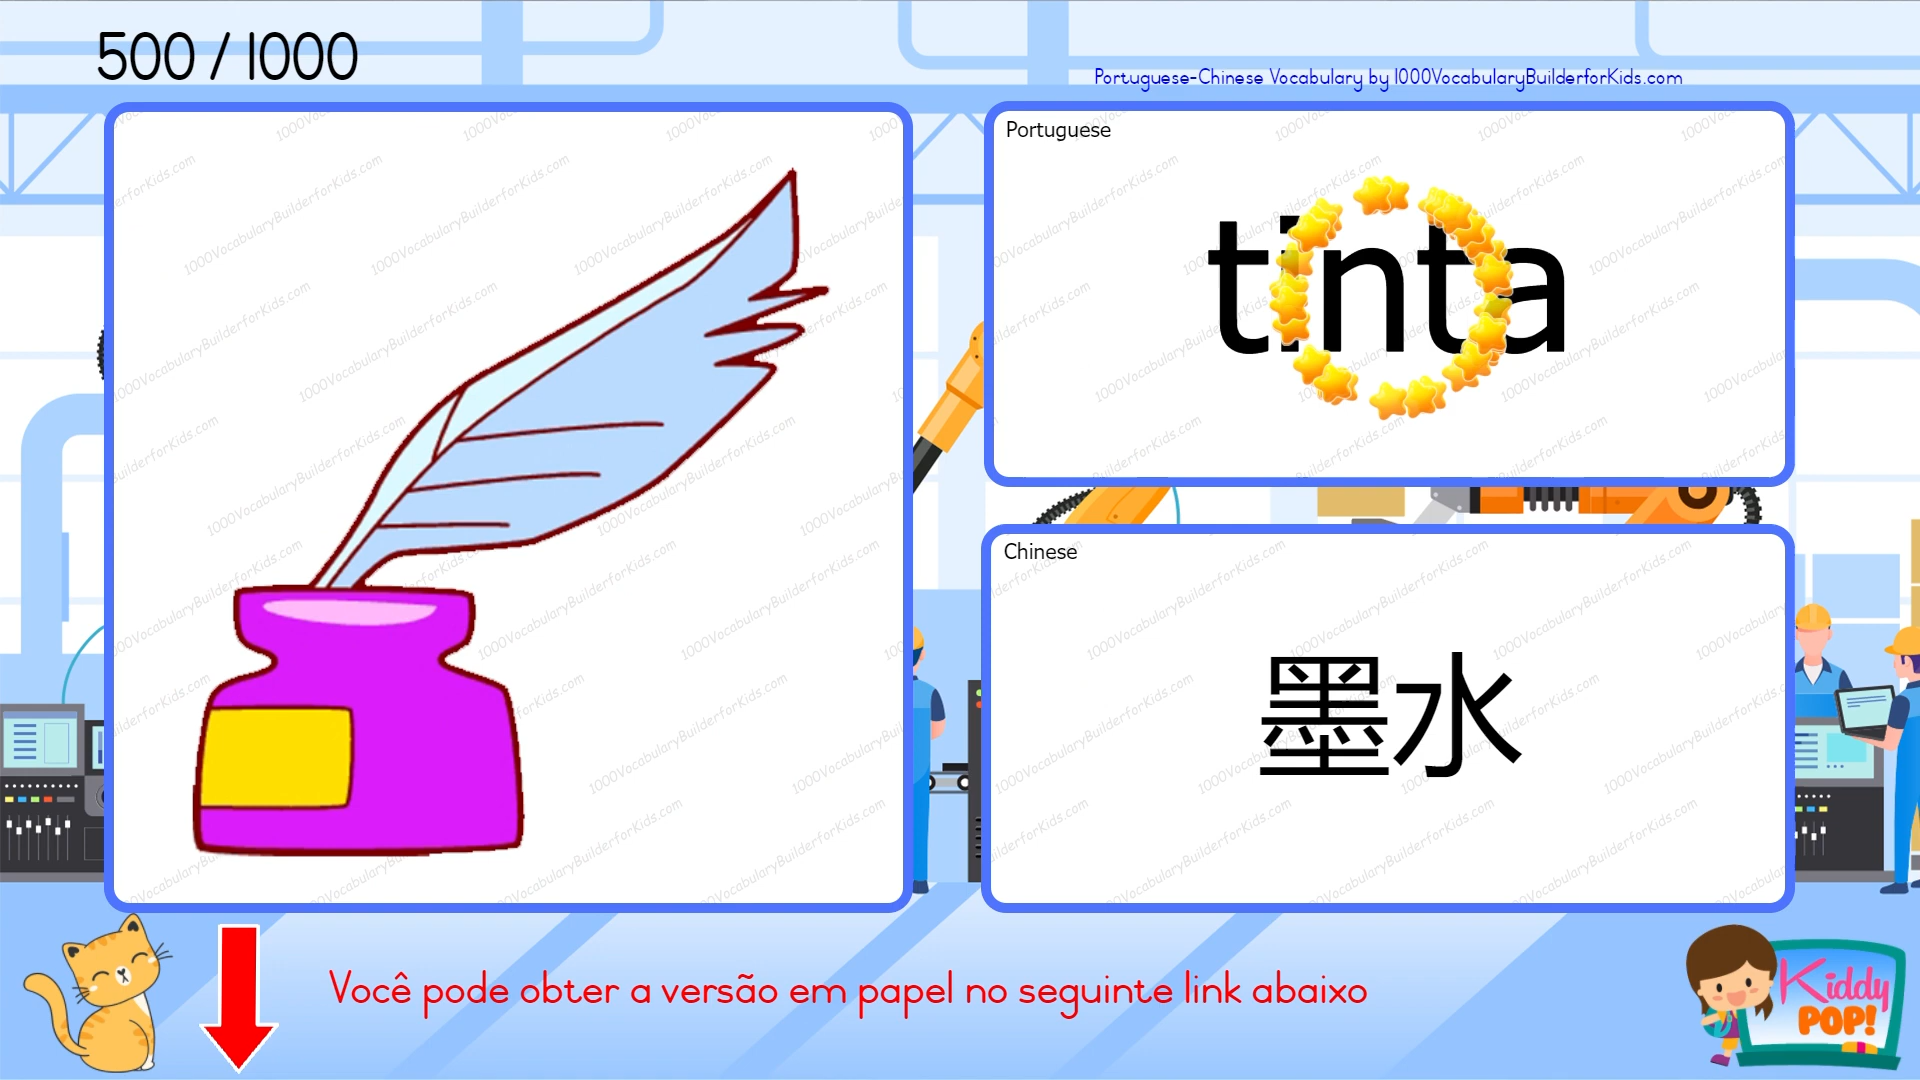 500 / 1000
Portuguese-Chinese Vocabulary by 1000VocabularyBuilderforKids.com
Portuguese
tinta
Chinese
墨水
Você pode obter a versão em papel no seguinte link abaixo
Kiddy
POP!